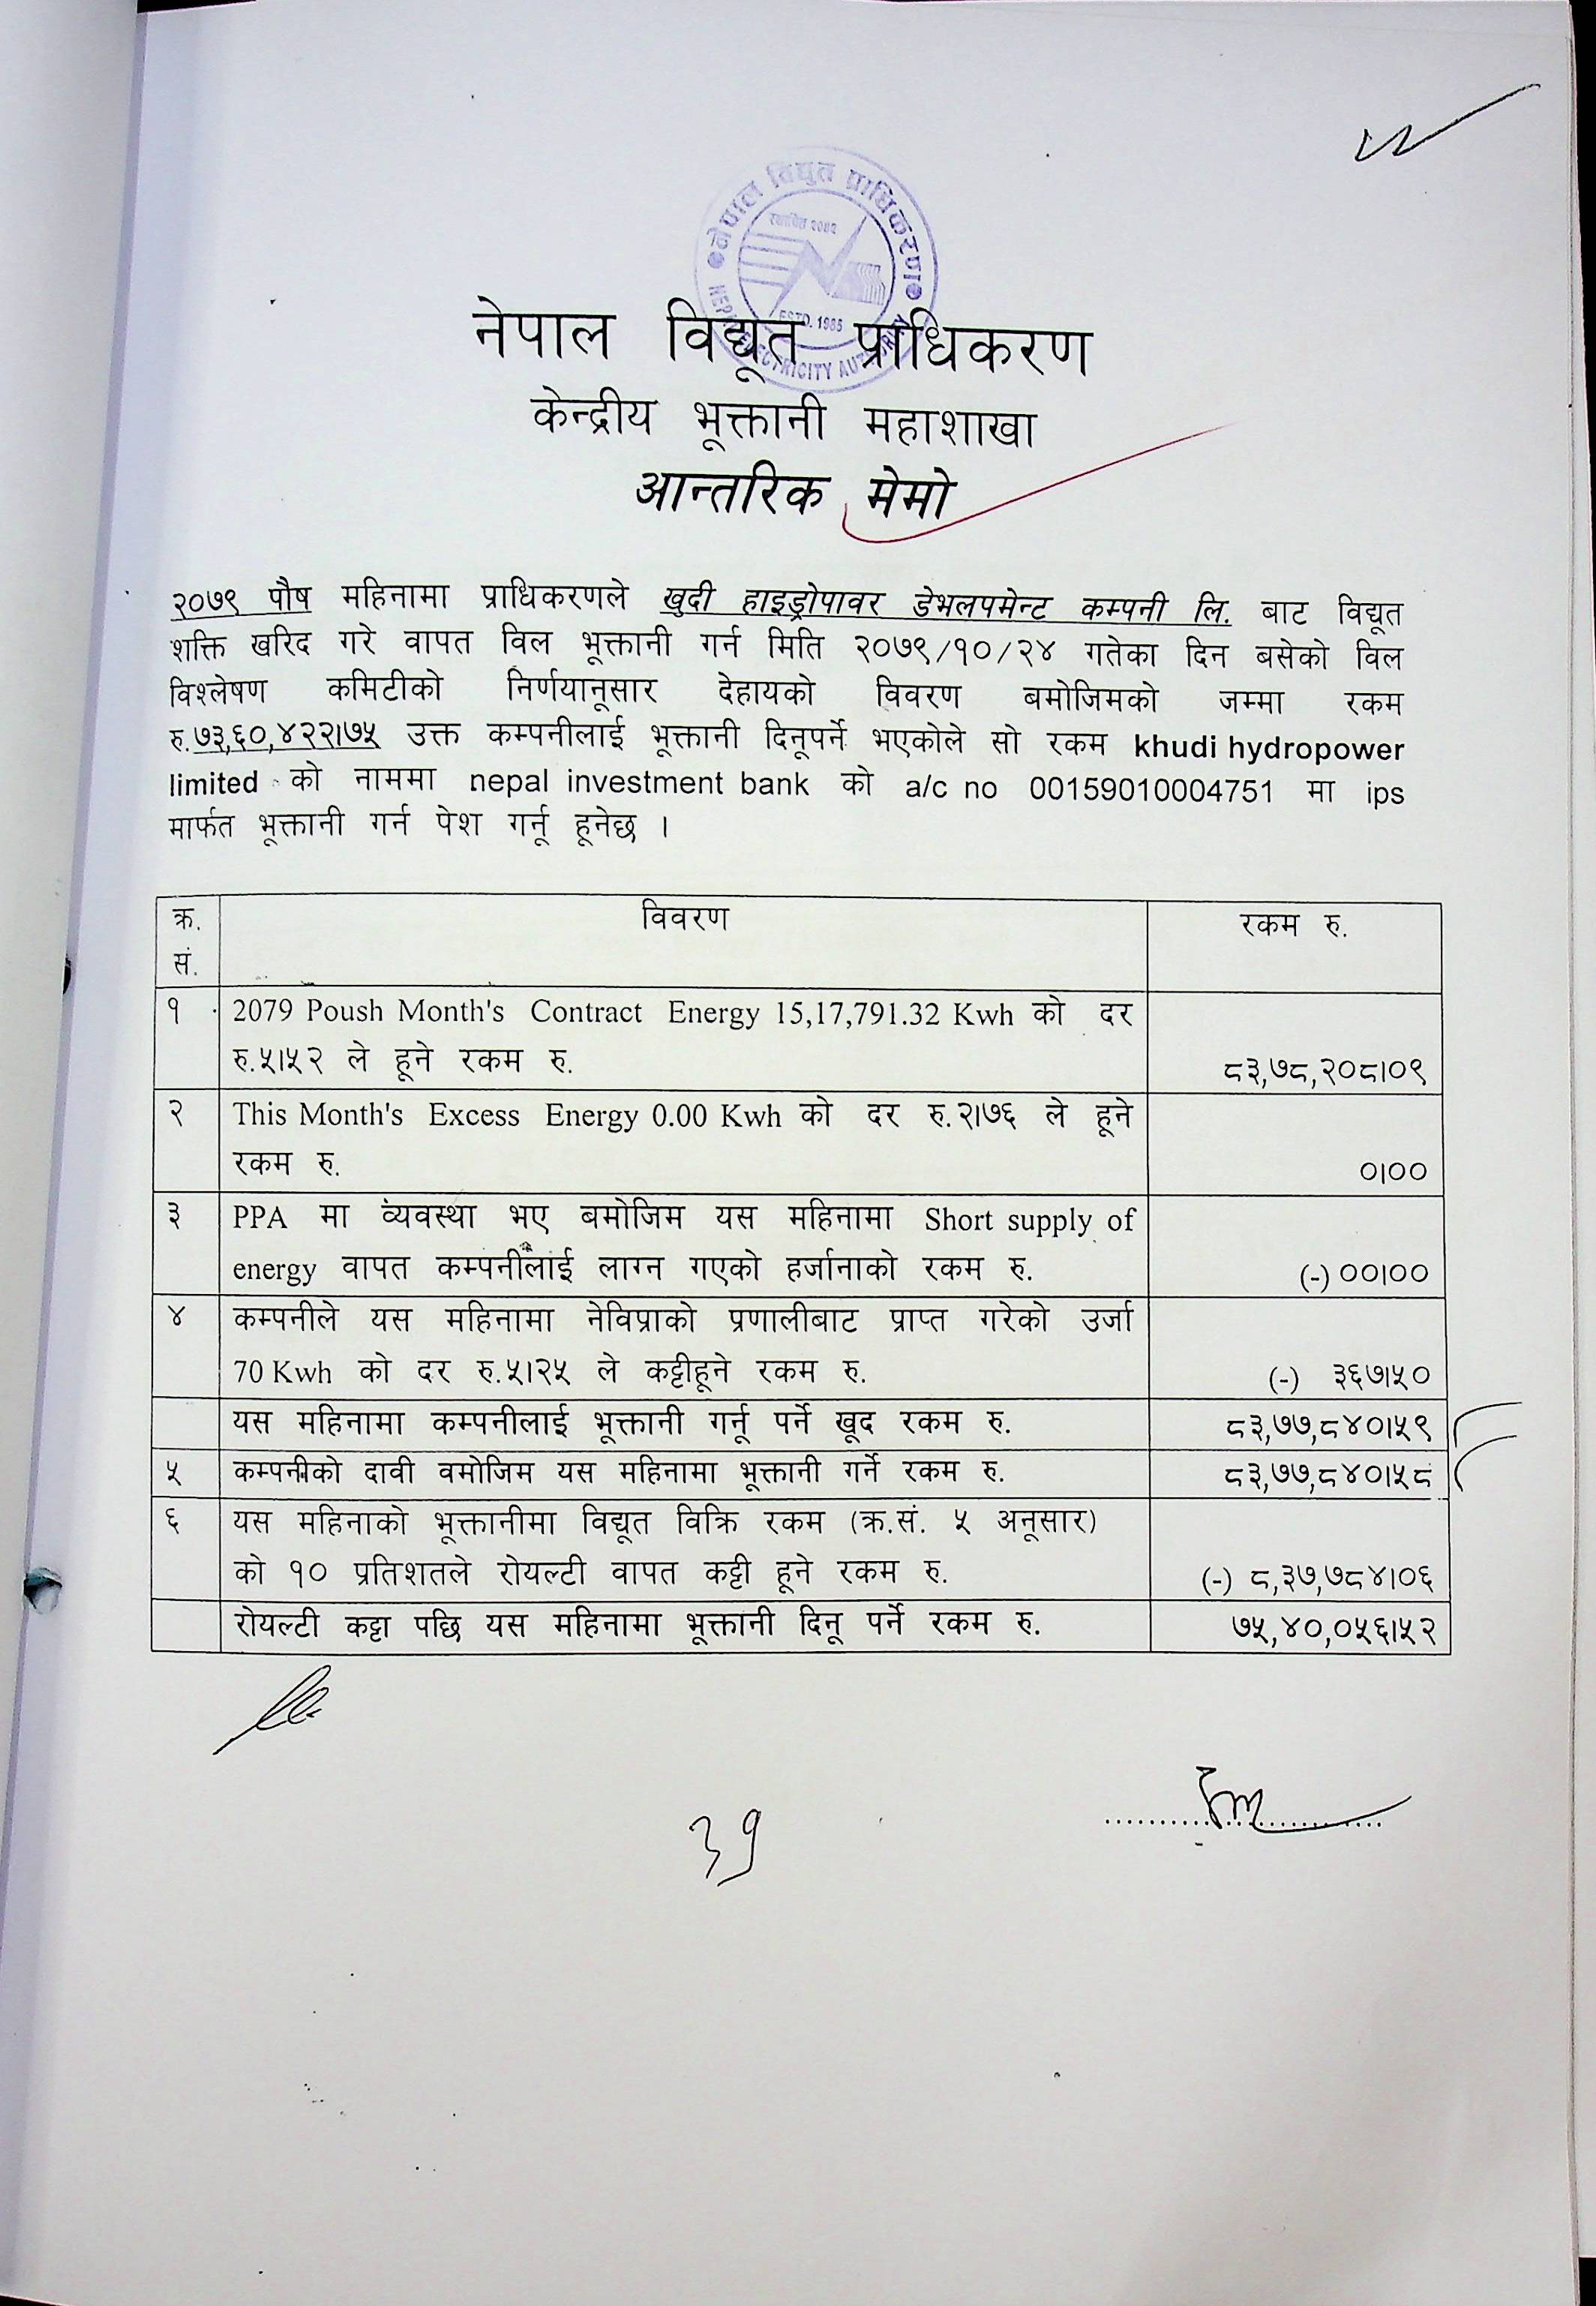 नेपाल विद्युत प्राधिकरण
स्थापित २०४२
ESTD. 1985
नेपाल विद्यूत प्राधिकरण
केन्द्रीय भूक्तानी महाशाखा
आन्तरिक मेमो
२०७९ पौष महिनामा प्राधिकरणले खुदी हाइड्रोपावर डेभलपमेन्ट कम्पनी लि. बाट विद्यूत
शक्ति खरिद गरे वापत विल भूक्तानी गर्न मिति २०७९/१०/२४ गतेका दिन बसेको विल
विश्लेषण कमिटीको निर्णयानूसार देहायको विवरण बमोजिमको जम्मा रकम
रु.७३,६०,४२२।७५ उक्त कम्पनीलाई भूक्तानी दिनूपर्ने भएकोले सो रकम khudi hydropower
limited को नाममा nepal investment bank को a/c no 00159010004751 मा ips
मार्फत भूक्तानी गर्न पेश गर्नू हूनेछ ।
क्र. विवरण रकम रु.
सं.
१ 2079 Poush Month's Contract Energy 15,17,791.32 Kwh को दर
रु.५।५२ ले हूने रकम रु. ८३,७८,२०८।०९
२ This Month's Excess Energy 0.00 Kwh को दर रु.२।७६ ले हूने
रकम रु. ०।००
३ PPA मा व्यवस्था भए बमोजिम यस महिनामा Short supply of
energy वापत कम्पनीलाई लाग्न गएको हर्जानाको रकम रु. (-) ००।००
४ कम्पनीले यस महिनामा नेविप्राको प्रणालीबाट प्राप्त गरेको उर्जा
70 Kwh को दर रु.५।२५ ले कट्टीहूने रकम रु. (-) ३६७।५०
यस महिनामा कम्पनीलाई भूक्तानी गर्नू पर्ने खूद रकम रु. ८३,७७,८४०।५९
५ कम्पनीको दावी वमोजिम यस महिनामा भूक्तानी गर्ने रकम रु. ८३,७७,८४०।५८
६ यस महिनाको भूक्तानीमा विद्यूत विक्रि रकम (क्र.सं. ५ अनूसार)
को १० प्रतिशतले रोयल्टी वापत कट्टी हूने रकम रु. (-) ८,३७,७८४।०६
रोयल्टी कट्टा पछि यस महिनामा भूक्तानी दिनू पर्ने रकम रु. ७५,४०,०५६।५२